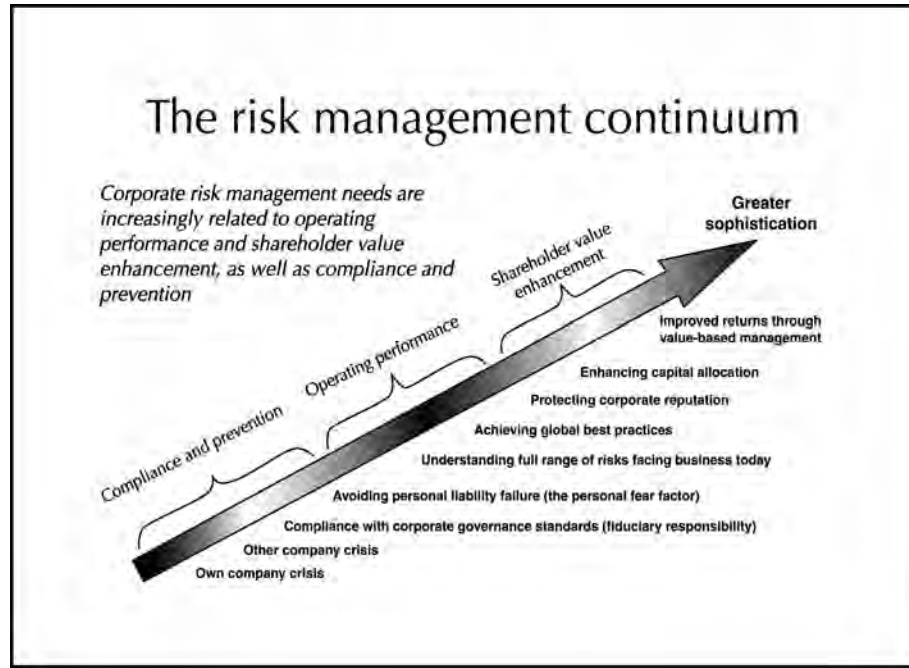 The risk management continuum
Corporate risk management needs are
increasingly related to operating
performance and shareholder value
enhancement, as well as compliance and
prevention
Greater
sophistication
Shareholder value
enhancement
Operating performance
Compliance and prevention
Improved returns through
value-based management
Enhancing capital allocation
Protecting corporate reputation
Achieving global best practices
Understanding full range of risks facing business today
Avoiding personal liability failure (the personal fear factor)
Compliance with corporate governance standards (fiduciary responsibility)
Other company crisis
Own company crisis